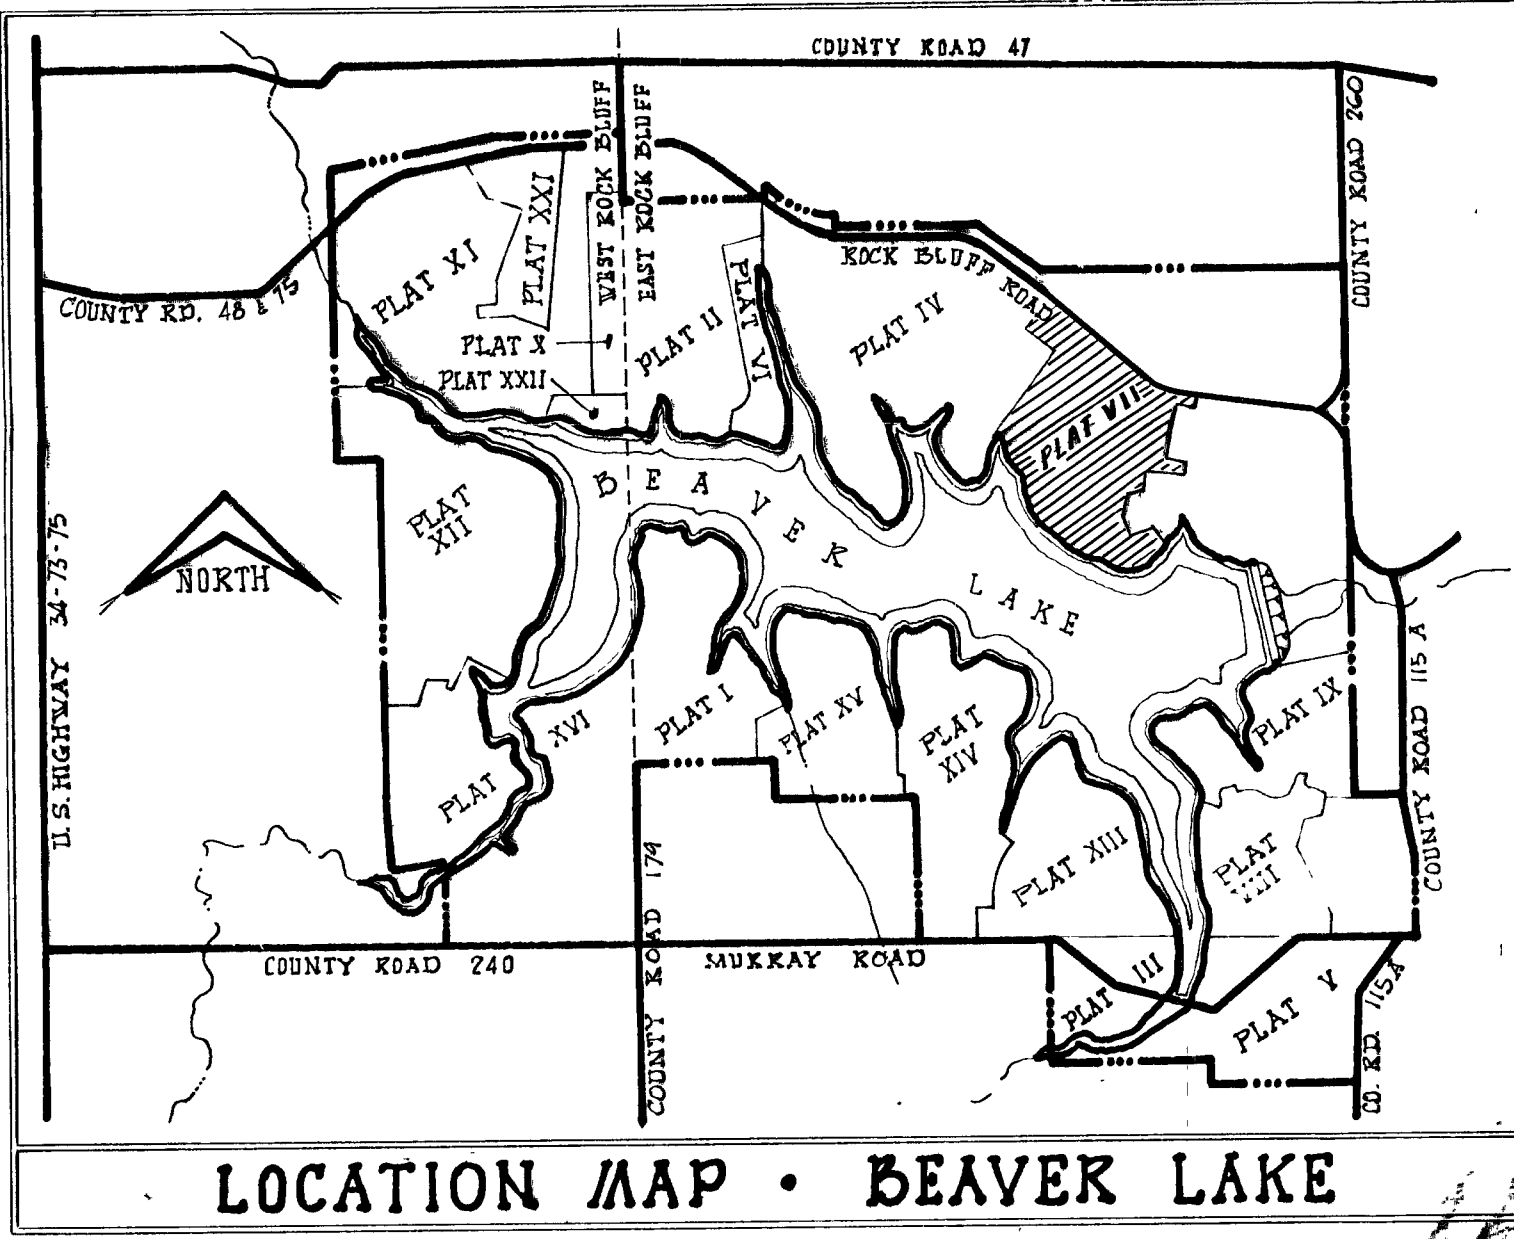 COUNTY ROAD 47
COUNTY ROAD 260
WEST ROCK BLUFF
EAST ROCK BLUFF
PLAT XXI
PLAT XI
COUNTY RD. 48 & 75
ROCK BLUFF ROAD
PLAT X
PLAT XXII
PLAT II
PLAT VI
PLAT IV
PLAT VII
BEAVER LAKE
PLAT
XII
NORTH
U.S. HIGHWAY 34-73-75
PLAT XVI
PLAT I
PLAT XV
PLAT
XIV
PLAT IX
COUNTY ROAD 115 A
PLAT XIII
PLAT
VIII
COUNTY ROAD 240
COUNTY ROAD 179
MURRAY ROAD
PLAT III
PLAT V
CO. RD. 115A
LOCATION MAP • BEAVER LAKE